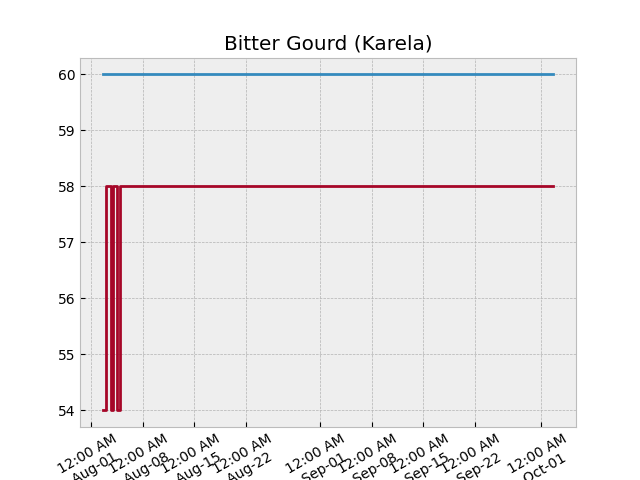 Bitter Gourd (Karela)
60
59
58
57
56
55
54
12:00 AM
Aug-01
12:00 AM
Aug-08
12:00 AM
Aug-15
12:00 AM
Aug-22
12:00 AM
Sep-01
12:00 AM
Sep-08
12:00 AM
Sep-15
12:00 AM
Sep-22
12:00 AM
Oct-01